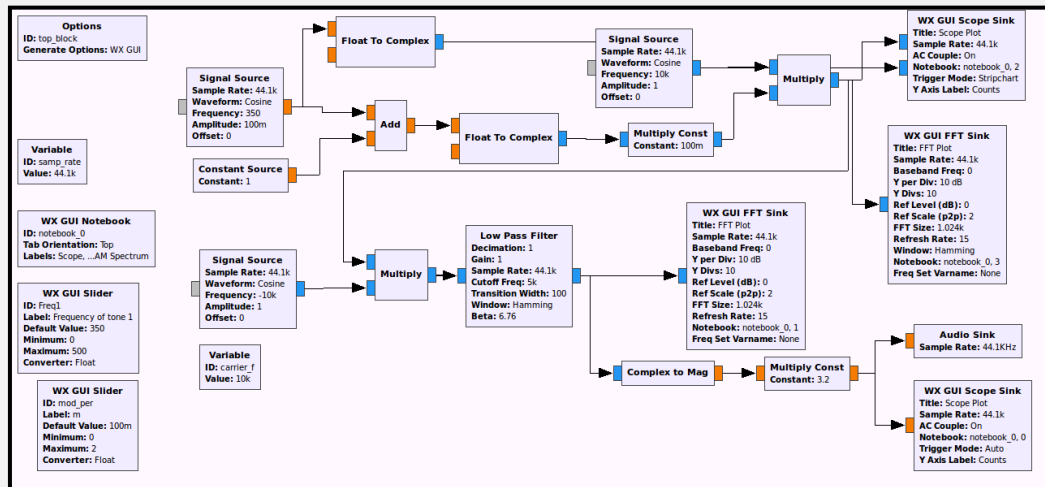 Options
ID: top_block
Generate Options: WX GUI
Float To Complex
Signal Source
Sample Rate: 44.1k
Waveform: Cosine
Frequency: 10k
Amplitude: 1
Offset: 0
WX GUI Scope Sink
Title: Scope Plot
Sample Rate: 44.1k
AC Couple: On
Notebook: notebook_0, 2
Trigger Mode: Stripchart
Y Axis Label: Counts
Signal Source
Sample Rate: 44.1k
Waveform: Cosine
Frequency: 350
Amplitude: 100m
Offset: 0
Multiply
Add
Float To Complex
Multiply Const
Constant: 100m
Variable
ID: samp_rate
Value: 44.1k
Constant Source
Constant: 1
WX GUI FFT Sink
Title: FFT Plot
Sample Rate: 44.1k
Baseband Freq: 0
Y per Div: 10 dB
Y Divs: 10
Ref Level (dB): 0
Ref Scale (p2p): 2
FFT Size: 1.024k
Refresh Rate: 15
Window: Hamming
Notebook: notebook_0, 3
Freq Set Varname: None
WX GUI Notebook
ID: notebook_0
Tab Orientation: Top
Labels: Scope, ...AM Spectrum
Signal Source
Sample Rate: 44.1k
Waveform: Cosine
Frequency: -10k
Amplitude: 1
Offset: 0
Multiply
Low Pass Filter
Decimation: 1
Gain: 1
Sample Rate: 44.1k
Cutoff Freq: 5k
Transition Width: 100
Window: Hamming
Beta: 6.76
WX GUI FFT Sink
Title: FFT Plot
Sample Rate: 44.1k
Baseband Freq: 0
Y per Div: 10 dB
Y Divs: 10
Ref Level (dB): 0
Ref Scale (p2p): 2
FFT Size: 1.024k
Refresh Rate: 15
Notebook: notebook_0, 1
Freq Set Varname: None
WX GUI Slider
ID: Freq1
Label: Frequency of tone 1
Default Value: 350
Minimum: 0
Maximum: 500
Converter: Float
Variable
ID: carrier_f
Value: 10k
Audio Sink
Sample Rate: 44.1KHz
Complex to Mag
Multiply Const
Constant: 3.2
WX GUI Slider
ID: mod_per
Label: m
Default Value: 100m
Minimum: 0
Maximum: 2
Converter: Float
WX GUI Scope Sink
Title: Scope Plot
Sample Rate: 44.1k
AC Couple: On
Notebook: notebook_0, 0
Trigger Mode: Auto
Y Axis Label: Counts